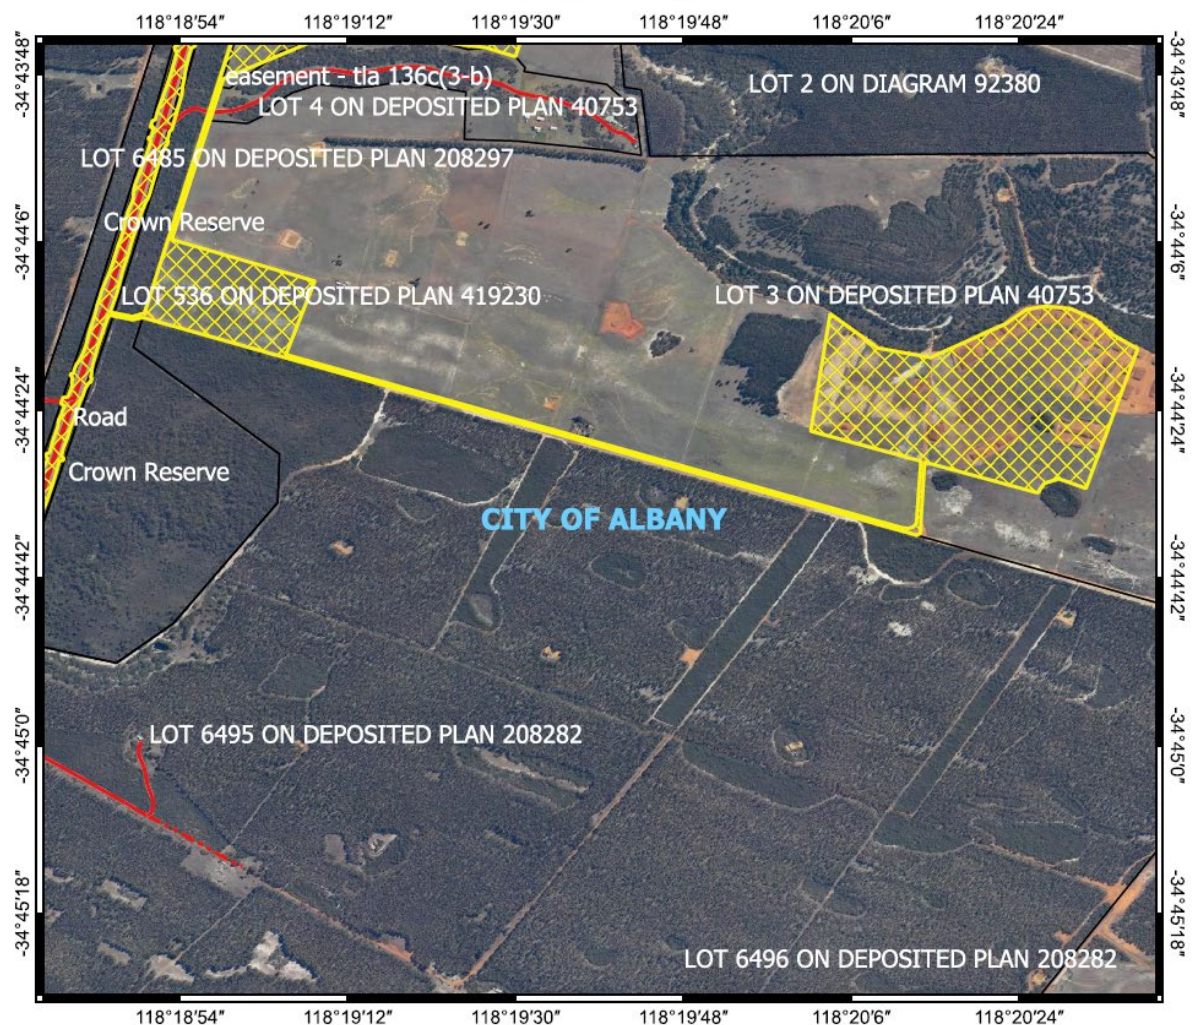 118°18′54″ 118°19′12″ 118°19′30″ 118°19′48″ 118°20′6″ 118°20′24″
-34°43′48″
-34°43′48″
easement - tla 136c(3-b)
LOT 2 ON DIAGRAM 92380
LOT 4 ON DEPOSITED PLAN 40753
LOT 6485 ON DEPOSITED PLAN 208297
Crown Reserve
-34°44′6″
-34°44′6″
LOT 536 ON DEPOSITED PLAN 419230
LOT 3 ON DEPOSITED PLAN 40753
-34°44′24″
-34°44′24″
Road
Crown Reserve
CITY OF ALBANY
-34°44′42″
-34°44′42″
LOT 6495 ON DEPOSITED PLAN 208282
-34°45′0″
-34°45′0″
-34°45′18″
-34°45′18″
LOT 6496 ON DEPOSITED PLAN 208282
118°18′54″ 118°19′12″ 118°19′30″ 118°19′48″ 118°20′6″ 118°20′24″